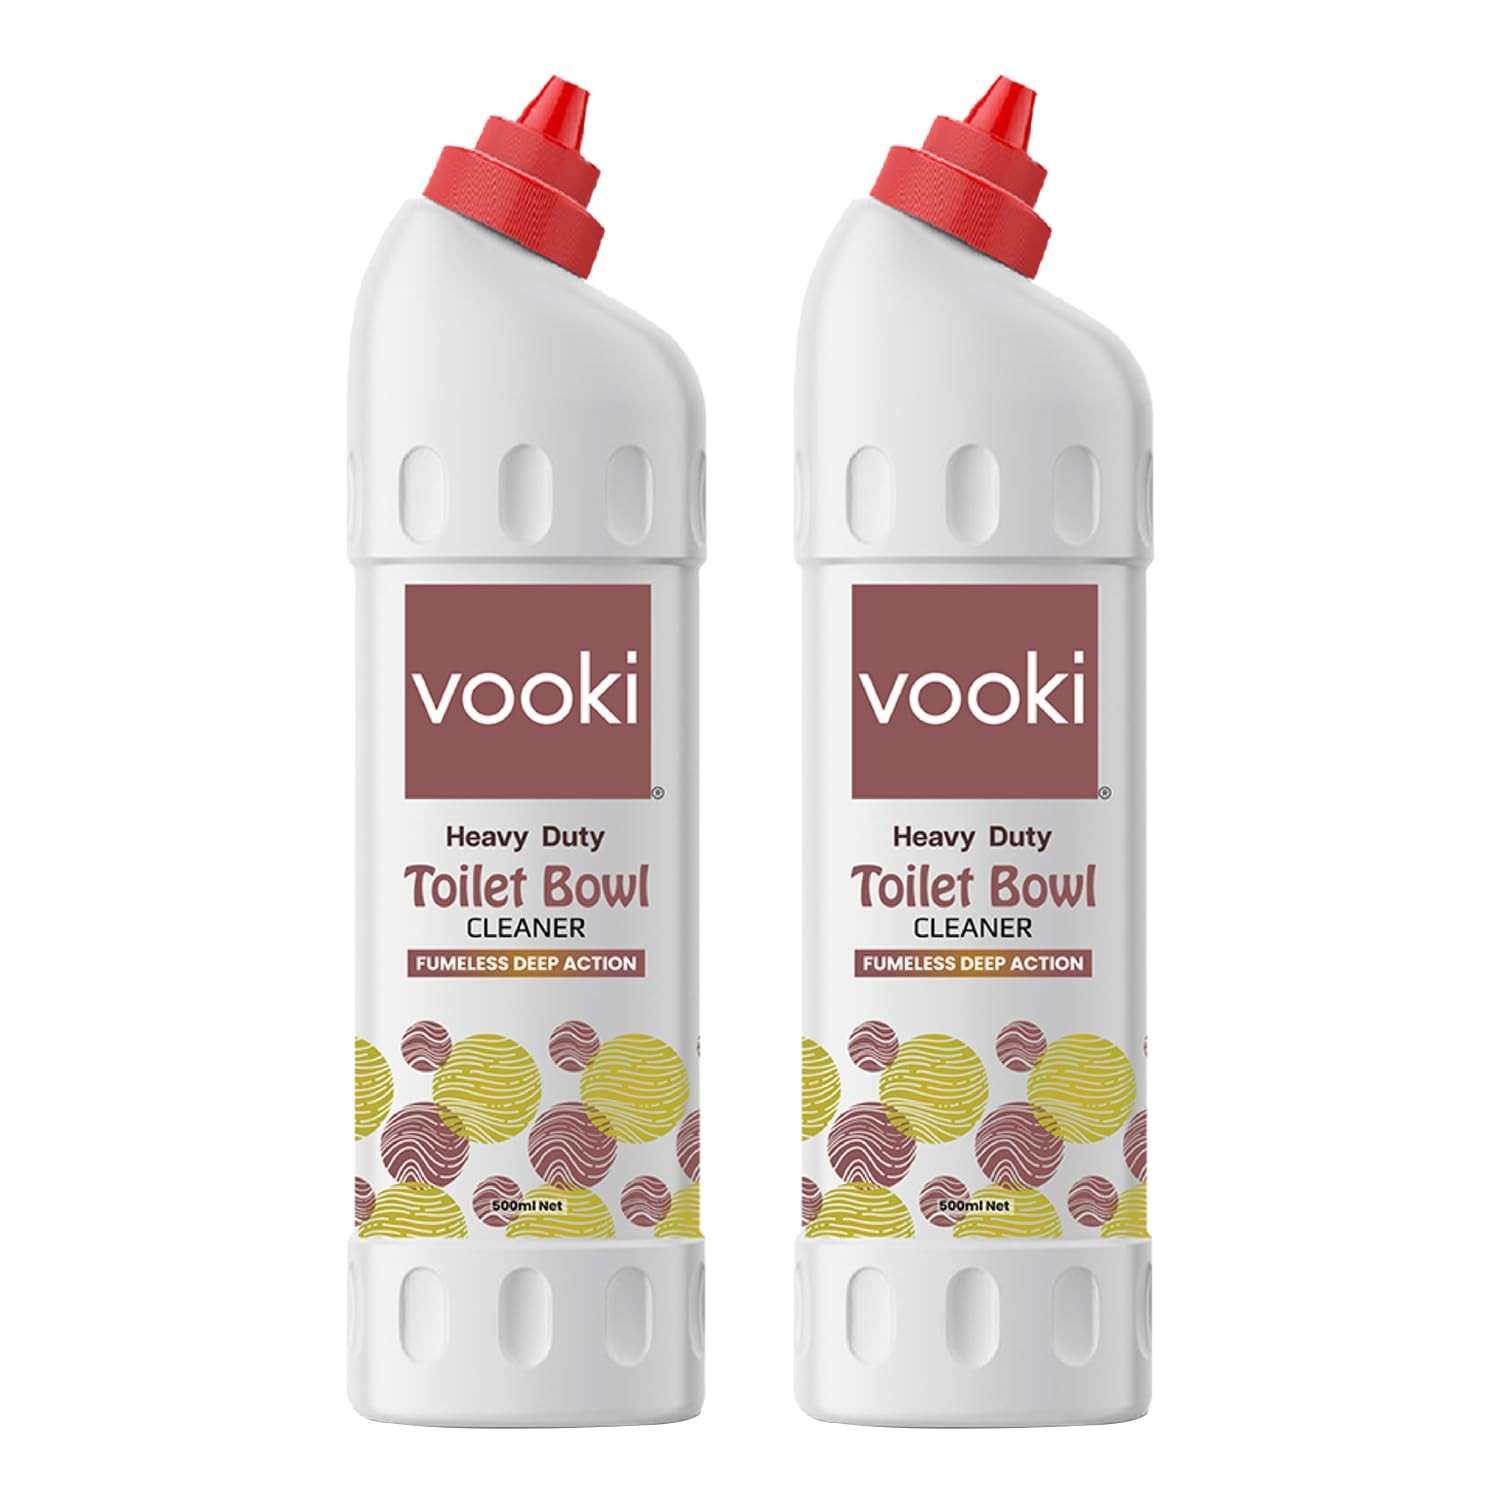 vooki
®
Heavy Duty
Toilet Bowl
CLEANER
FUMELESS DEEP ACTION
500ml Net
vooki
®
Heavy Duty
Toilet Bowl
CLEANER
FUMELESS DEEP ACTION
500ml Net